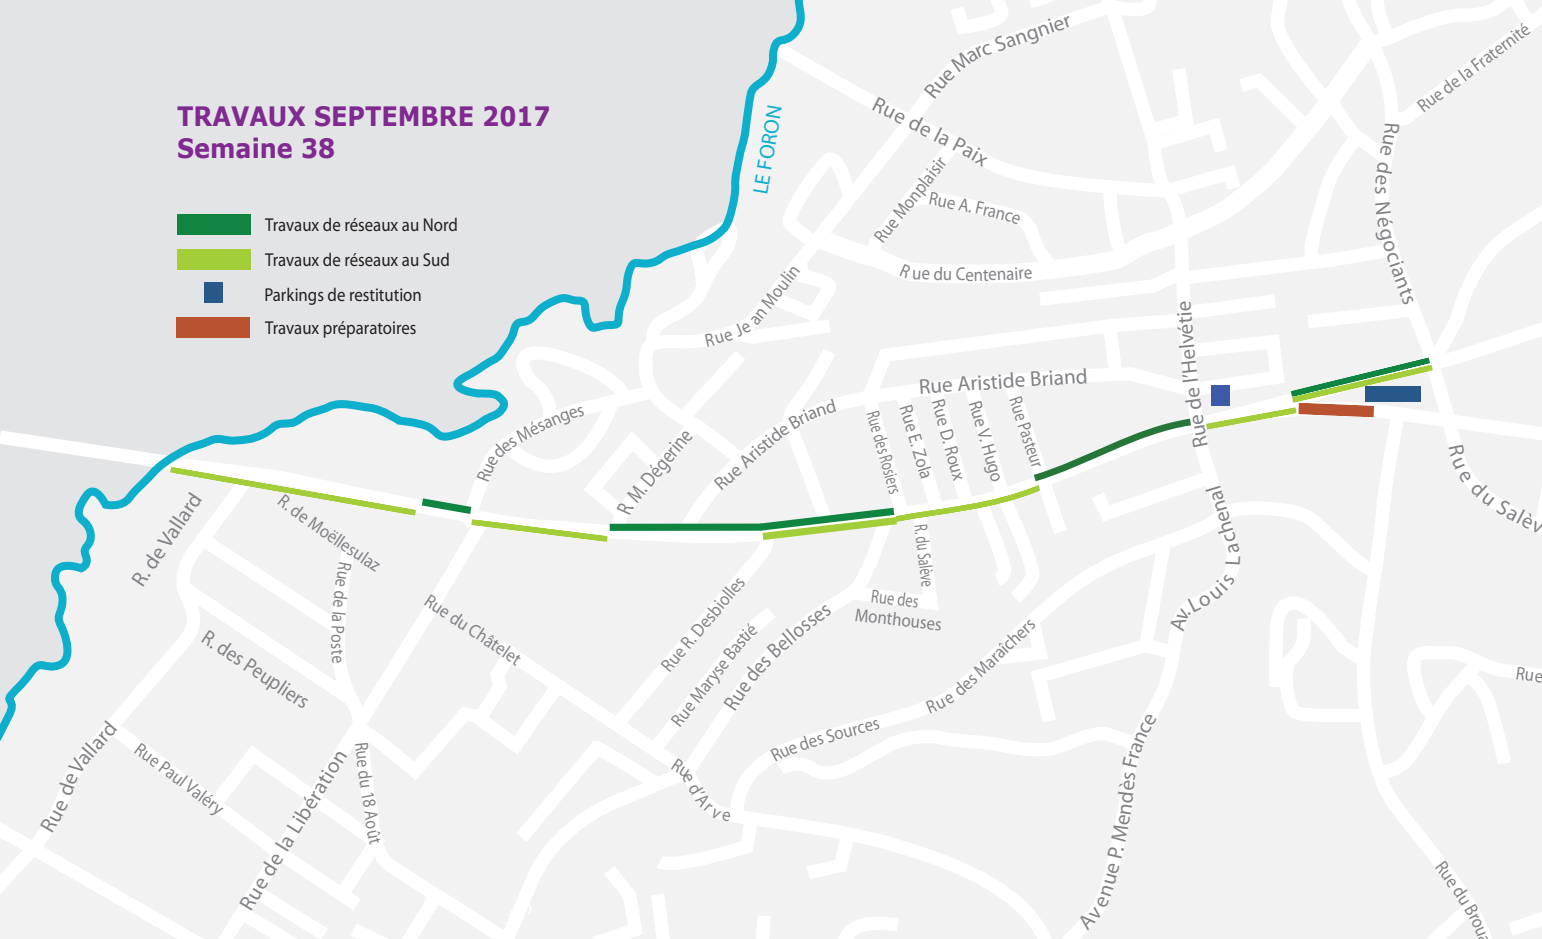 TRAVAUX SEPTEMBRE 2017
Semaine 38
Travaux de réseaux au Nord
Travaux de réseaux au Sud
Parkings de restitution
Travaux préparatoires
LE FORON
Rue Marc Sangnier
Rue de la Paix
Rue Monplaisir
Rue A. France
Rue du Centenaire
Rue Je an Moulin
Rue de la Fraternité
Rue des Négociants
Rue de l'Helvétie
Rue Aristide Briand
Rue Aristide Briand
Rue des Mésanges
R. M. Dégerine
Rue des Rosiers
Rue E. Zola
Rue D. Roux
Rue V. Hugo
Rue Pasteur
Rue du Salèv
R. de Vallard
R. de Moëllesulaz
Rue de la Poste
R. des Peupliers
Rue du Châtelet
Rue R. Desbiolles
Rue Maryse Bastié
Rue des Bellosses
R. du Salève
Rue des
Monthouses
Av. Louis Lachenal
Rue des Maraîchers
Rue des Sources
Rue
Rue de Vallard
Rue Paul Valéry
Rue du 18 Août
Rue de la Libération
Rue d'Arve
Avenue P. Mendès France
Rue du Broua